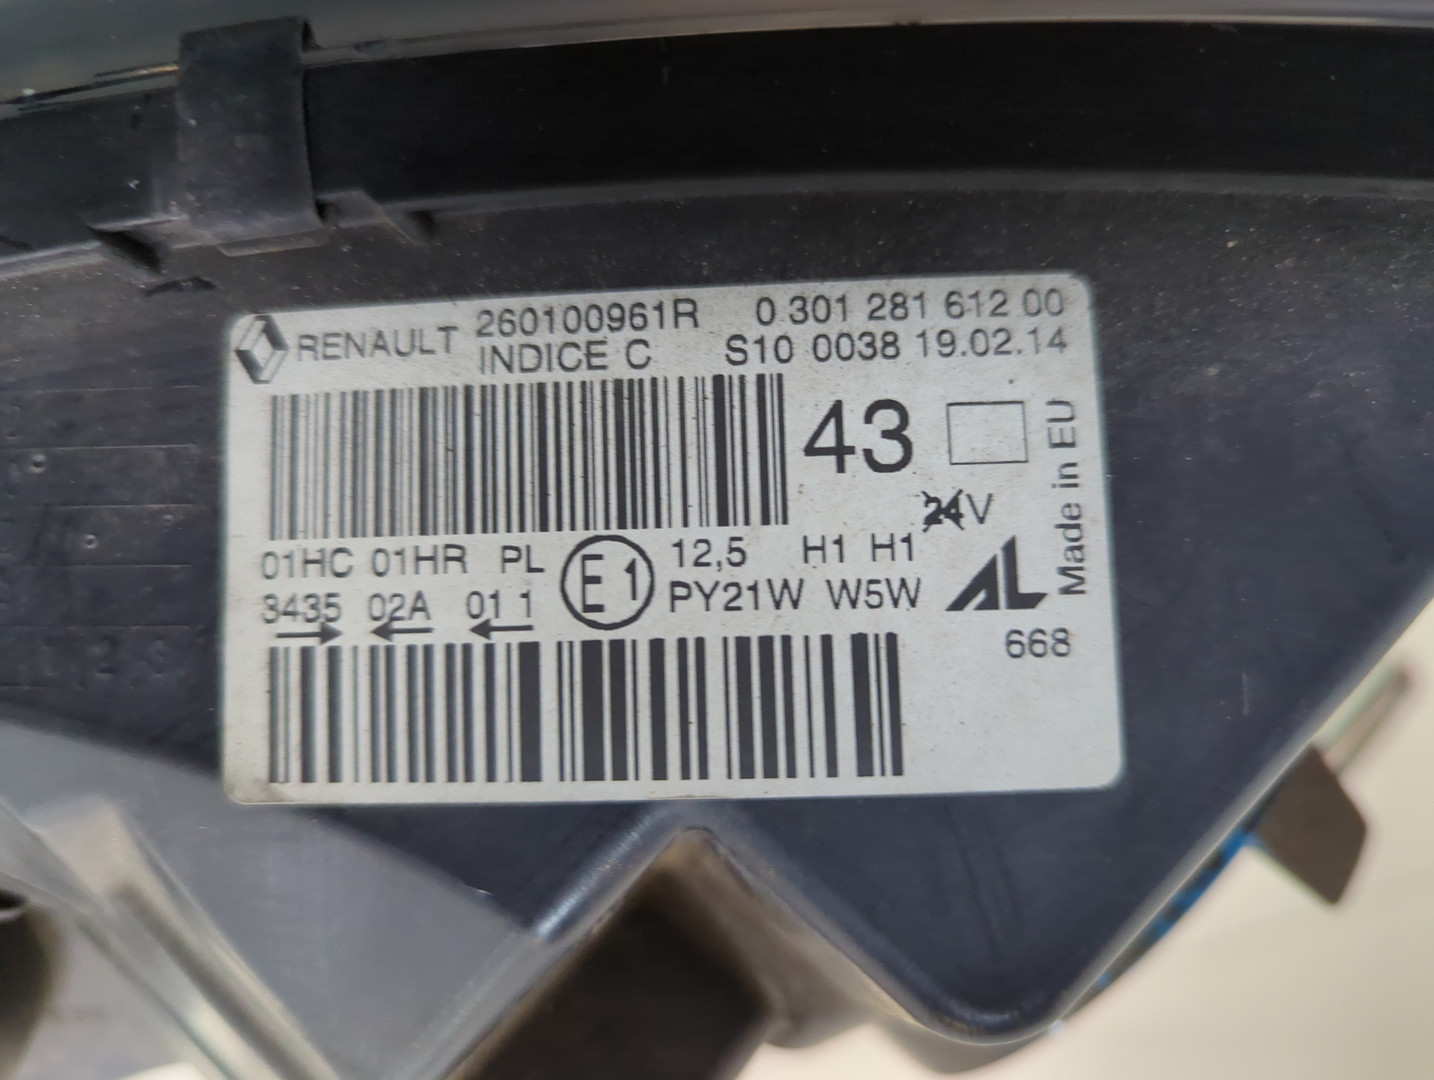 RENAULT 260100961R 0 301 281 612 00
INDICE C S10 0038 19.02.14
43
24V
Made in EU
01HC 01HR PL E1 12,5 H1 H1
3435 02A 01 1 PY21W W5W AL
668